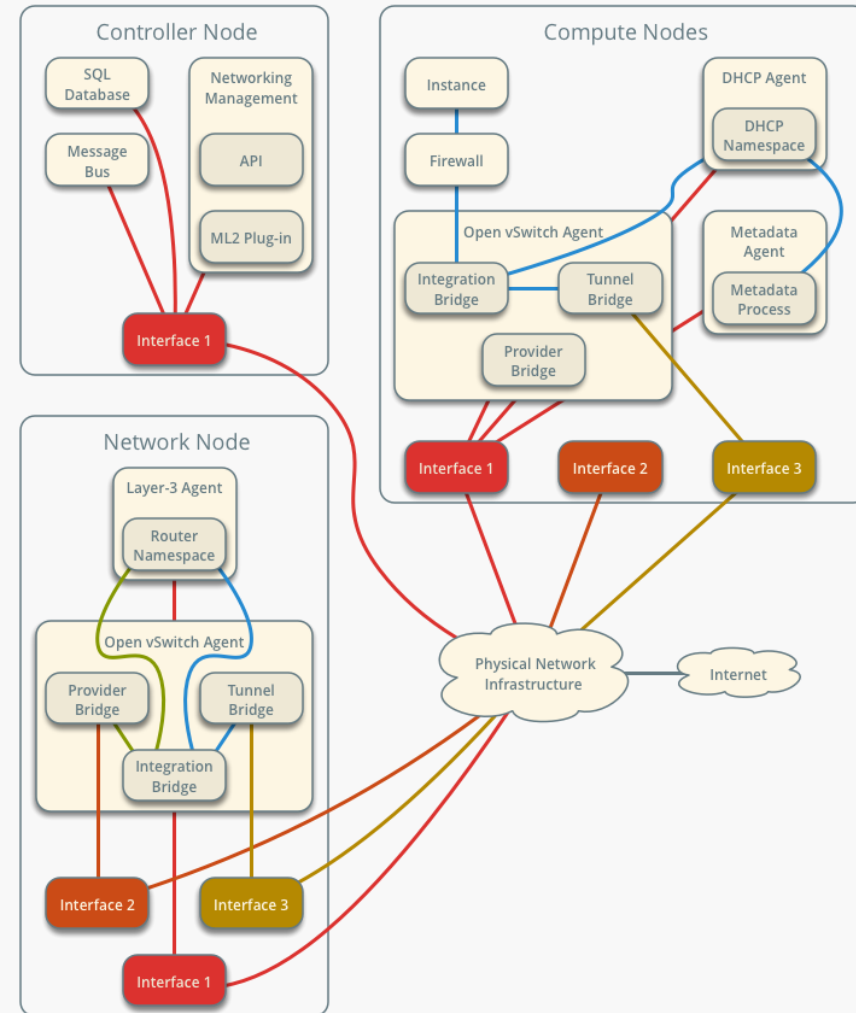 Controller Node
SQL
Database
Networking
Management
Message
Bus
API
ML2 Plug-in
Interface 1
Compute Nodes
Instance
DHCP Agent
DHCP
Namespace
Firewall
Open vSwitch Agent
Metadata
Agent
Integration
Bridge
Tunnel
Bridge
Metadata
Process
Provider
Bridge
Interface 1
Interface 2
Interface 3
Network Node
Layer-3 Agent
Router
Namespace
Open vSwitch Agent
Provider
Bridge
Tunnel
Bridge
Integration
Bridge
Interface 2
Interface 3
Interface 1
Physical Network
Infrastructure
Internet